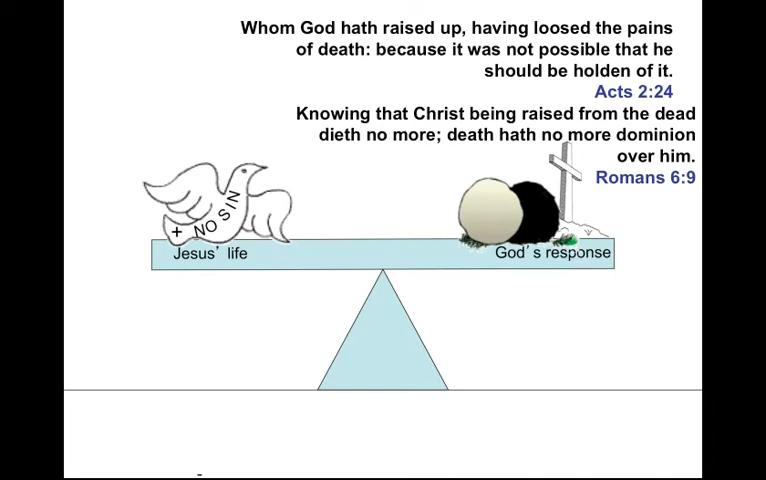 Whom God hath raised up, having loosed the pains
of death: because it was not possible that he
should be holden of it.
Acts 2:24
Knowing that Christ being raised from the dead
dieth no more; death hath no more dominion
over him.
Romans 6:9
+ NO SIN
Jesus’ life
God’s response
-